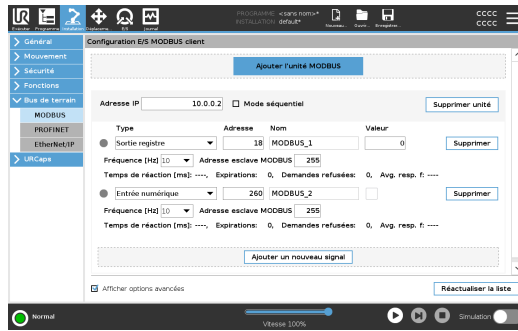 PROGRAMME <sans nom>*
INSTALLATION default*
CCCC
CCCC
Exécuter Programme Installation Déplacemt E/S Journal
Nouveau... Ouvrir... Enregistrer...
Général
Mouvement
Sécurité
Fonctions
Bus de terrain
MODBUS
PROFINET
EtherNet/IP
URCaps
Configuration E/S MODBUS client
Ajouter l'unité MODBUS
Adresse IP 10.0.0.2 Mode séquentiel Supprimer unité
Type Adresse Nom Valeur
Sortie registre 18 MODBUS_1 0 Supprimer
Fréquence [Hz] 10 Adresse esclave MODBUS 255
Temps de réaction [ms]: ----, Expirations: 0, Demandes refusées: 0, Avg. resp. f: ----
Entrée numérique 260 MODBUS_2 Supprimer
Fréquence [Hz] 10 Adresse esclave MODBUS 255
Temps de réaction [ms]: ----, Expirations: 0, Demandes refusées: 0, Avg. resp. f: ----
Ajouter un nouveau signal
Afficher options avancées Réactualiser la liste
Normal Vitesse 100% Simulation